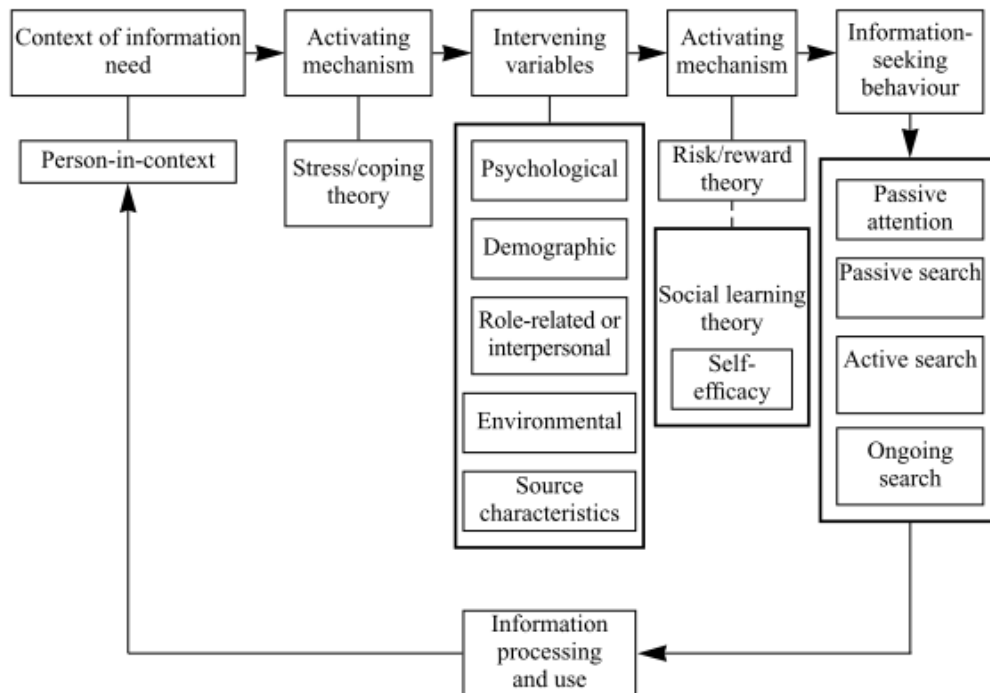 Context of information
need
Activating
mechanism
Intervening
variables
Activating
mechanism
Information-
seeking
behaviour
Person-in-context
Stress/coping
theory
Psychological
Demographic
Role-related or
interpersonal
Environmental
Source
characteristics
Risk/reward
theory
Social learning
theory
Self-
efficacy
Passive
attention
Passive search
Active search
Ongoing
search
Information
processing
and use